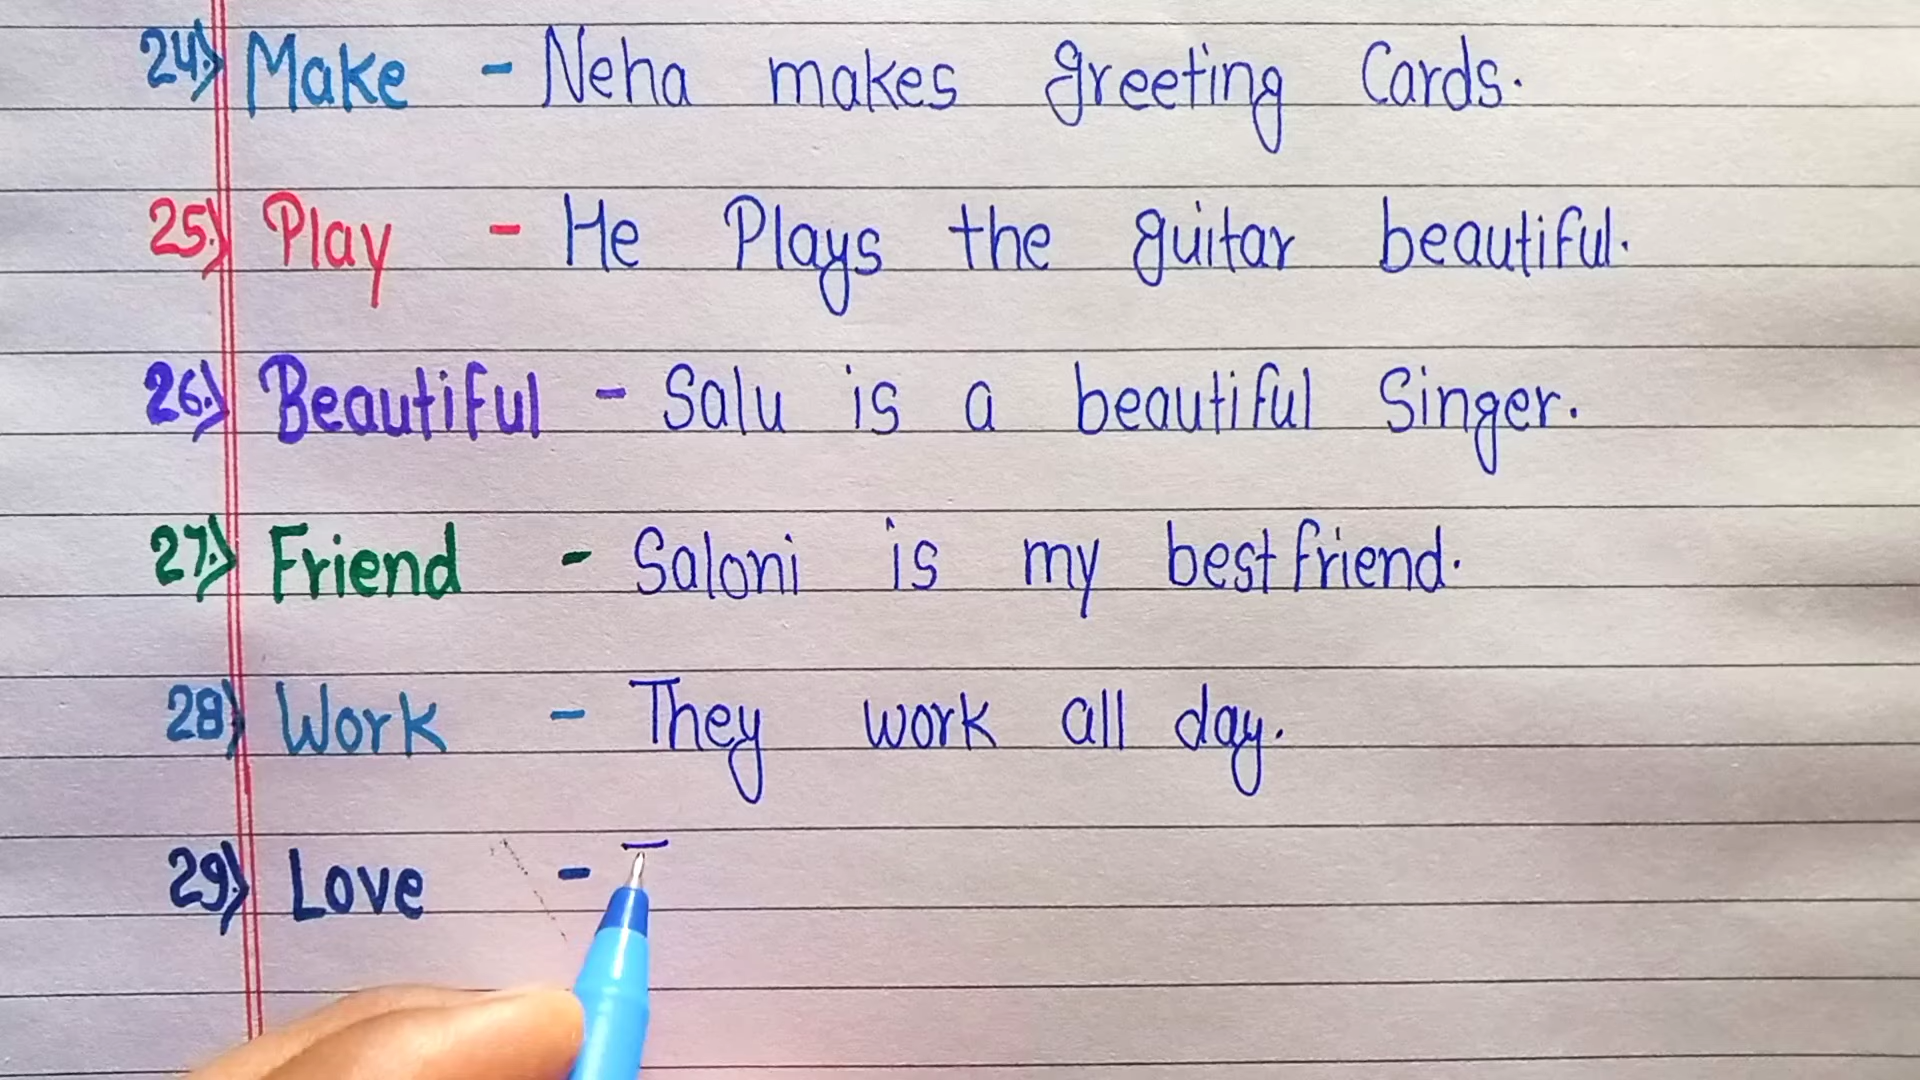 24) Make - Neha makes greeting Cards.
25) Play - He Plays the guitar beautiful.
26) Beautiful - Salu is a beautiful Singer.
27) Friend - Saloni is my best friend.
28) Work - They work all day.
29) Love -